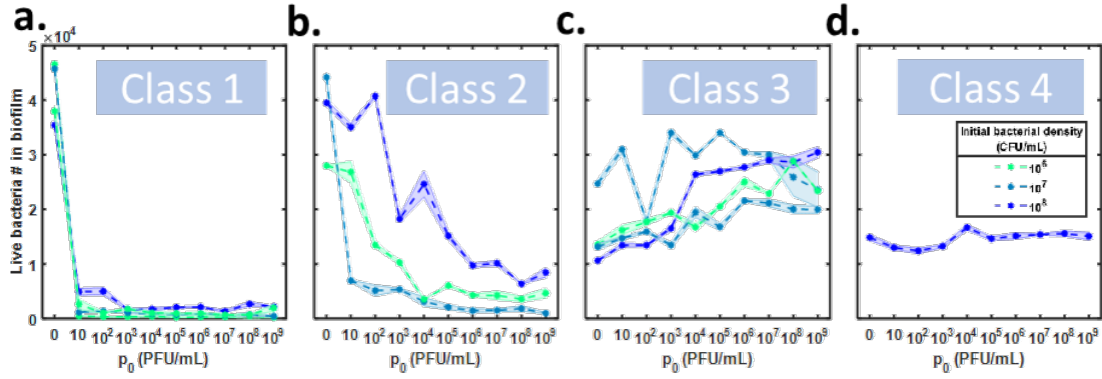 a. b. c. d.
×10⁴
Class 1 Class 2 Class 3 Class 4
Live bacteria # in biofilm
5
4
3
2
1
0
Initial bacterial density
(CFU/mL)
10⁶
10⁷
10⁸
0 10 10² 10³ 10⁴ 10⁵ 10⁶ 10⁷ 10⁸ 10⁹
0 10 10² 10³ 10⁴ 10⁵ 10⁶ 10⁷ 10⁸ 10⁹
0 10 10² 10³ 10⁴ 10⁵ 10⁶ 10⁷ 10⁸ 10⁹
0 10 10² 10³ 10⁴ 10⁵ 10⁶ 10⁷ 10⁸ 10⁹
p₀ (PFU/mL) p₀ (PFU/mL) p₀ (PFU/mL) p₀ (PFU/mL)